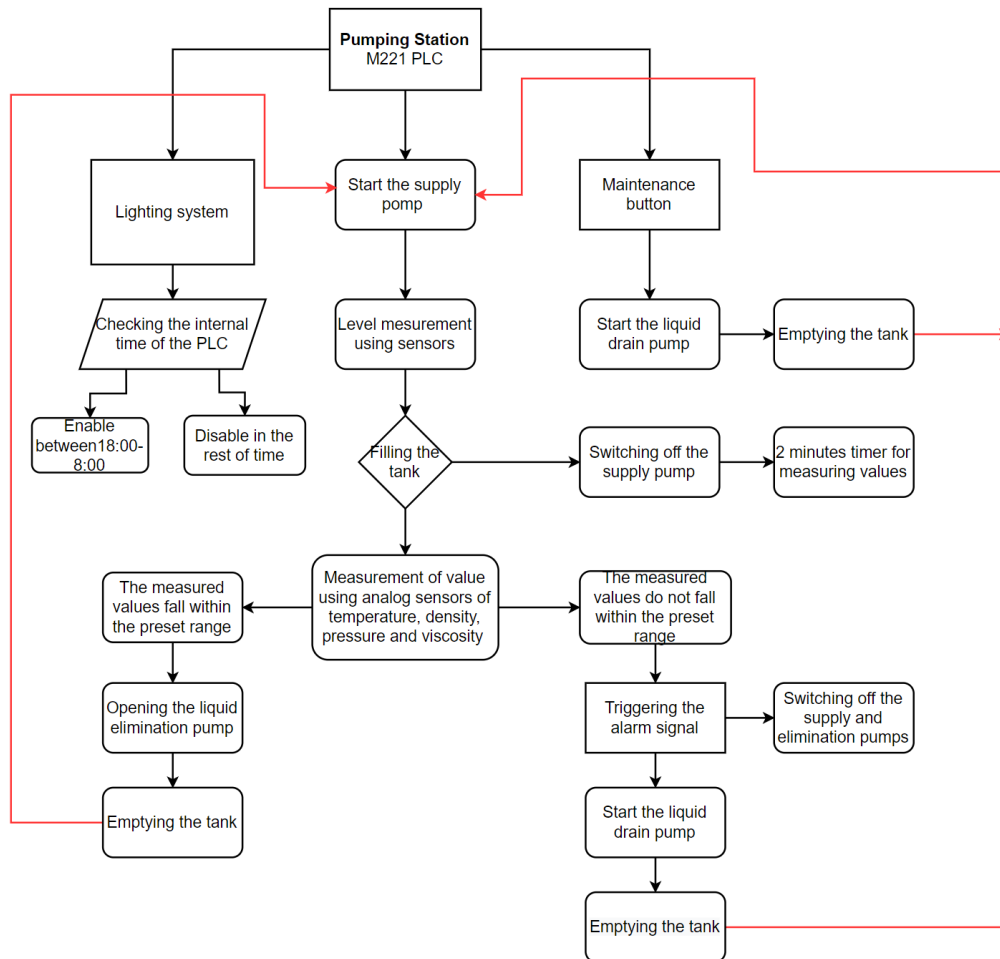 Pumping Station
M221 PLC
Lighting system
Start the supply
pomp
Maintenance
button
Checking the internal
time of the PLC
Level mesurement
using sensors
Start the liquid
drain pump
Emptying the tank
Enable
between18:00-
8:00
Disable in the
rest of time
Filling the
tank
Switching off the
supply pump
2 minutes timer for
measuring values
The measured
values fall within
the preset range
Measurement of value
using analog sensors of
temperature, density,
pressure and viscosity
The measured
values do not fall
within the preset
range
Opening the liquid
elimination pump
Triggering the
alarm signal
Switching off the
supply and
elimination pumps
Emptying the tank
Start the liquid
drain pump
Emptying the tank